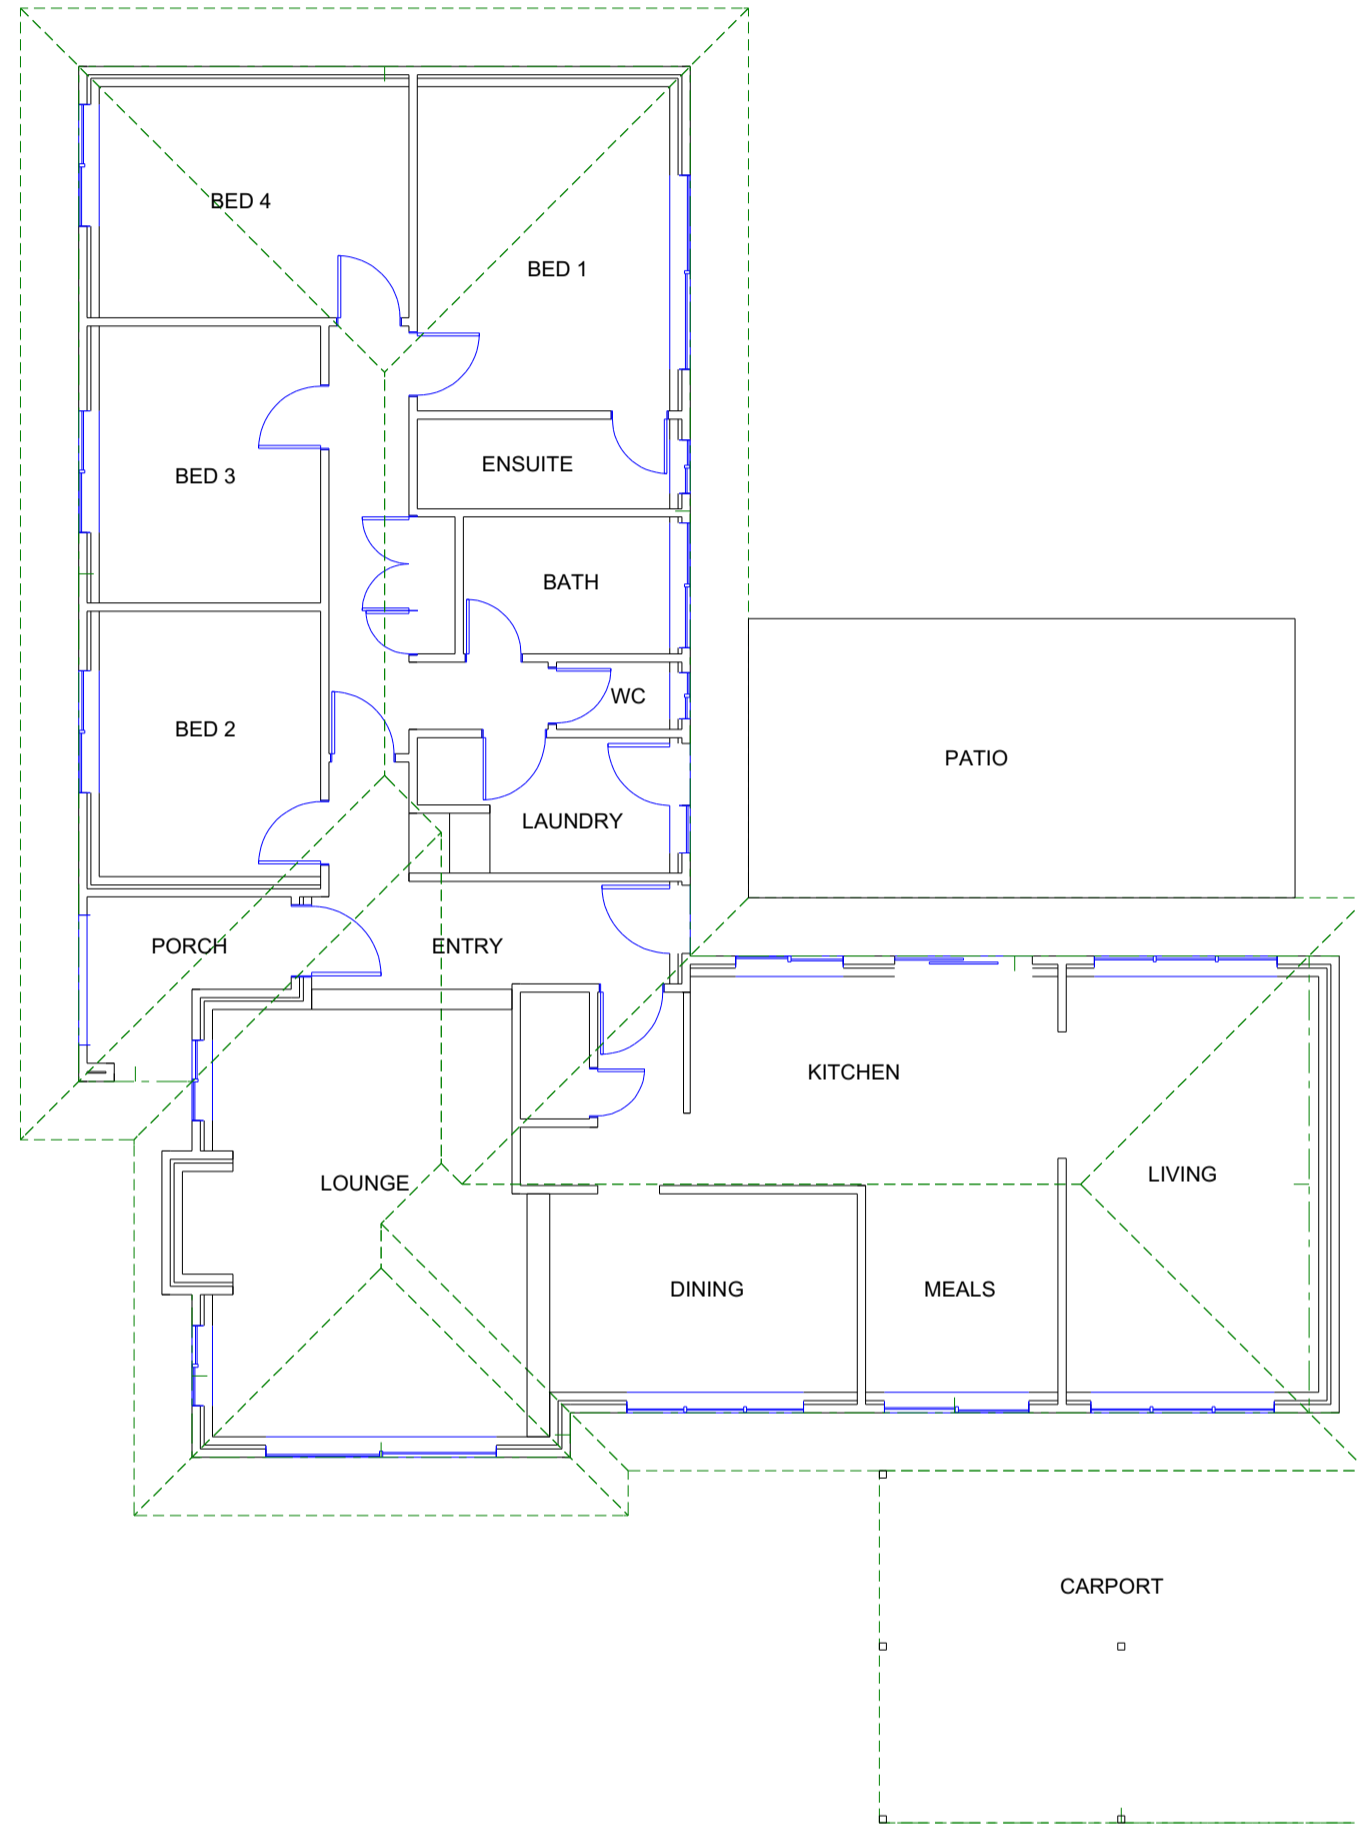 BED 4
BED 1
ENSUITE
BED 3
BATH
WC
BED 2
PATIO
LAUNDRY
PORCH
ENTRY
KITCHEN
LIVING
LOUNGE
DINING
MEALS
CARPORT